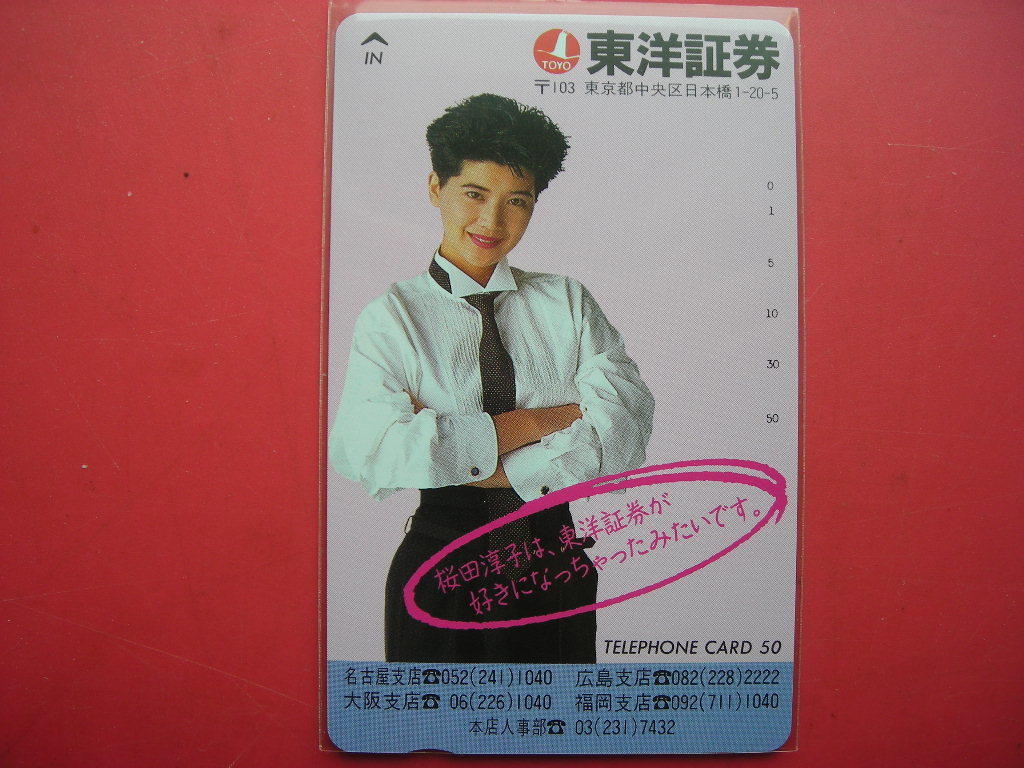 IN
TOYO 東洋証券
〒103 東京都中央区日本橋1-20-5
0
1
5
10
30
50
桜田淳子は、東洋証券が
好きになっちゃったみたいです。
TELEPHONE CARD 50
名古屋支店☎052(241)1040 広島支店☎082(228)2222
大阪支店☎ 06(226)1040 福岡支店☎092(711)1040
本店人事部☎ 03(231)7432